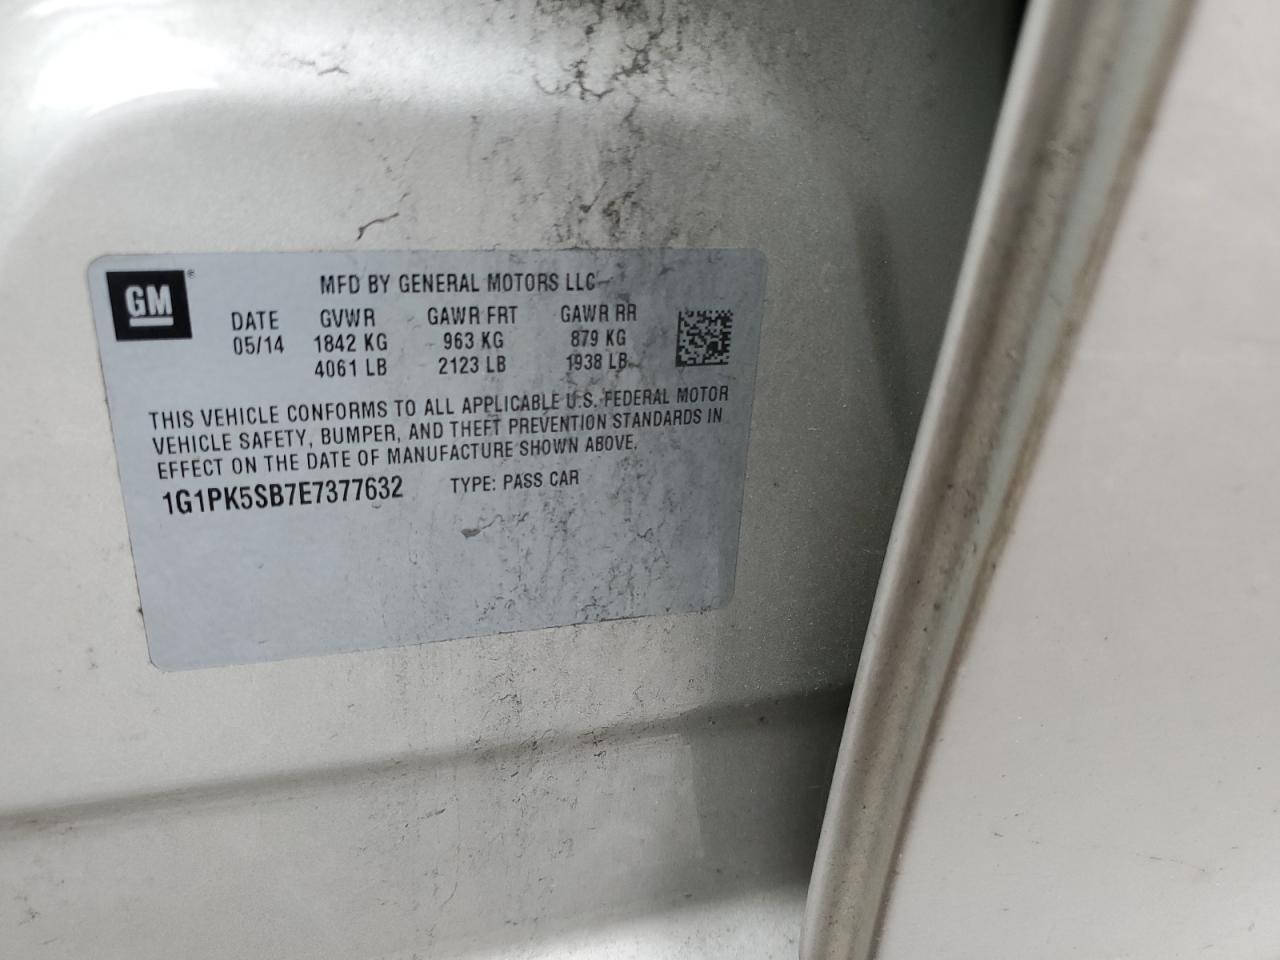 GM®
MFD BY GENERAL MOTORS LLC
DATE GVWR GAWR FRT GAWR RR
05/14 1842 KG 963 KG 879 KG
4061 LB 2123 LB 1938 LB
THIS VEHICLE CONFORMS TO ALL APPLICABLE U.S. FEDERAL MOTOR
VEHICLE SAFETY, BUMPER, AND THEFT PREVENTION STANDARDS IN
EFFECT ON THE DATE OF MANUFACTURE SHOWN ABOVE.
1G1PK5SB7E7377632 TYPE: PASS CAR